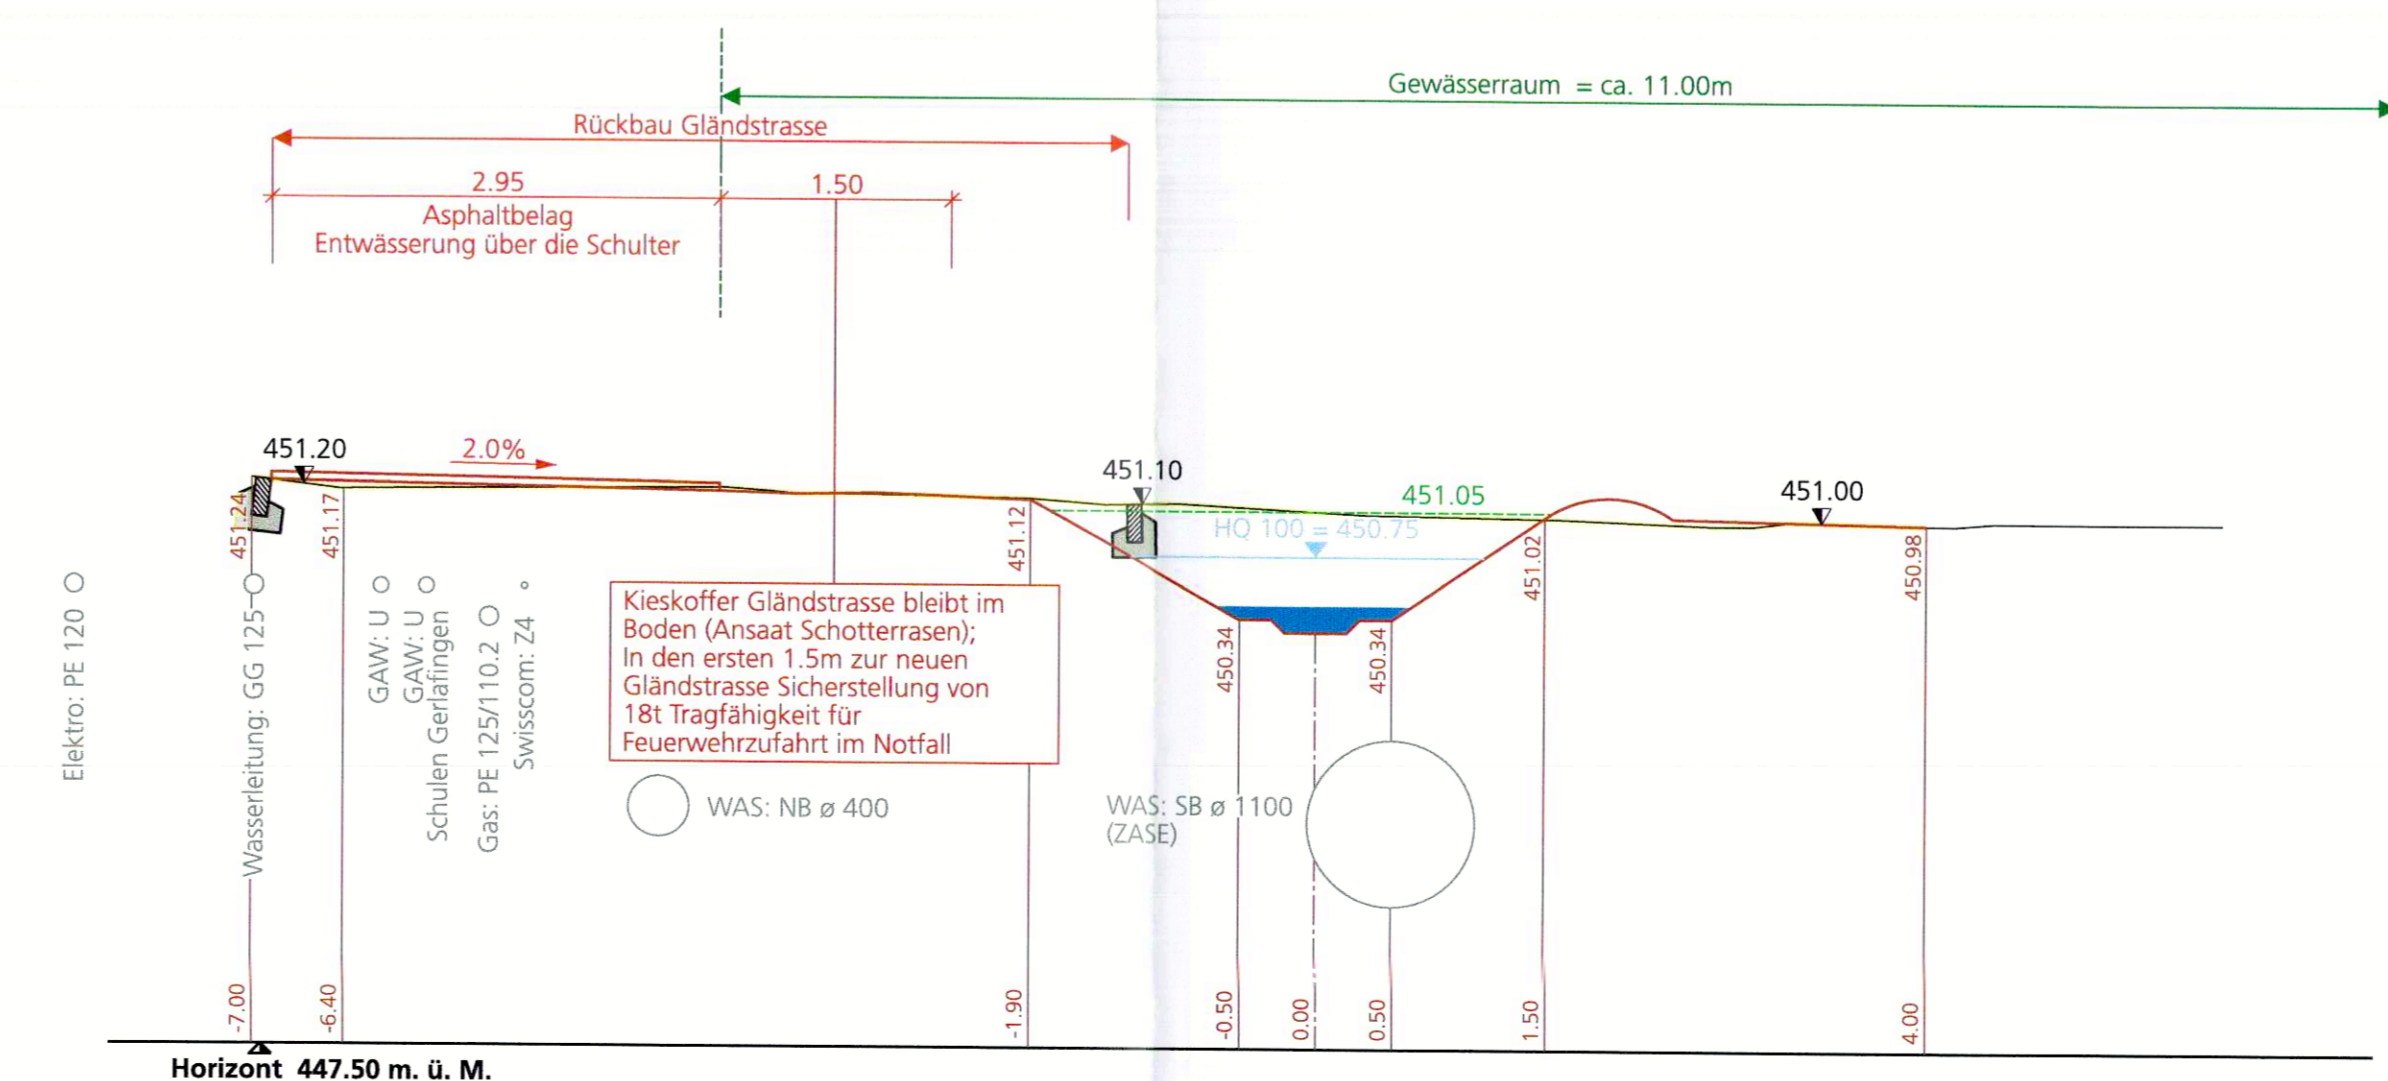 Gewässerraum = ca. 11.00m
Rückbau Gländstrasse
2.95
1.50
Asphaltbelag
Entwässerung über die Schulter
451.20
2.0%
451.10
451.05
451.00
HQ 100 = 450.75
451.24
451.17
451.12
451.02
450.98
450.34
450.34
Elektro: PE 120
Wasserleitung: GG 125
GAW: U
GAW: U
Schulen Gerlafingen
Gas: PE 125/110.2
Swisscom: Z4
Kieskoffer Gländstrasse bleibt im
Boden (Ansaat Schotterrasen);
In den ersten 1.5m zur neuen
Gländstrasse Sicherstellung von
18t Tragfähigkeit für
Feuerwehrzufahrt im Notfall
WAS: NB ø 400
WAS: SB ø 1100
(ZASE)
-7.00
-6.40
-1.90
-0.50
0.00
0.50
1.50
4.00
Horizont 447.50 m. ü. M.